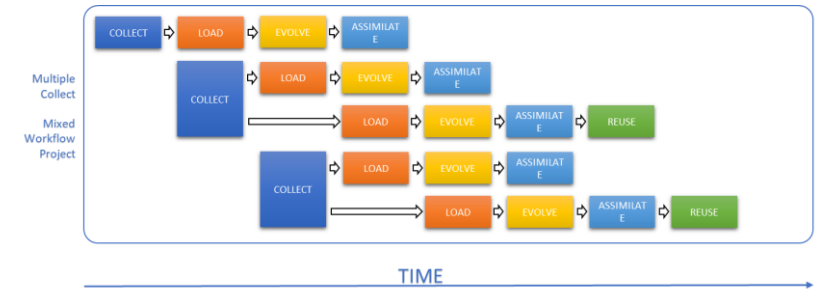 COLLECT LOAD EVOLVE ASSIMILAT
E
Multiple
Collect
Mixed
Workflow
Project
COLLECT
LOAD EVOLVE ASSIMILAT
E
LOAD EVOLVE ASSIMILAT
E
REUSE
COLLECT
LOAD EVOLVE ASSIMILAT
E
LOAD EVOLVE ASSIMILAT
E
REUSE
TIME